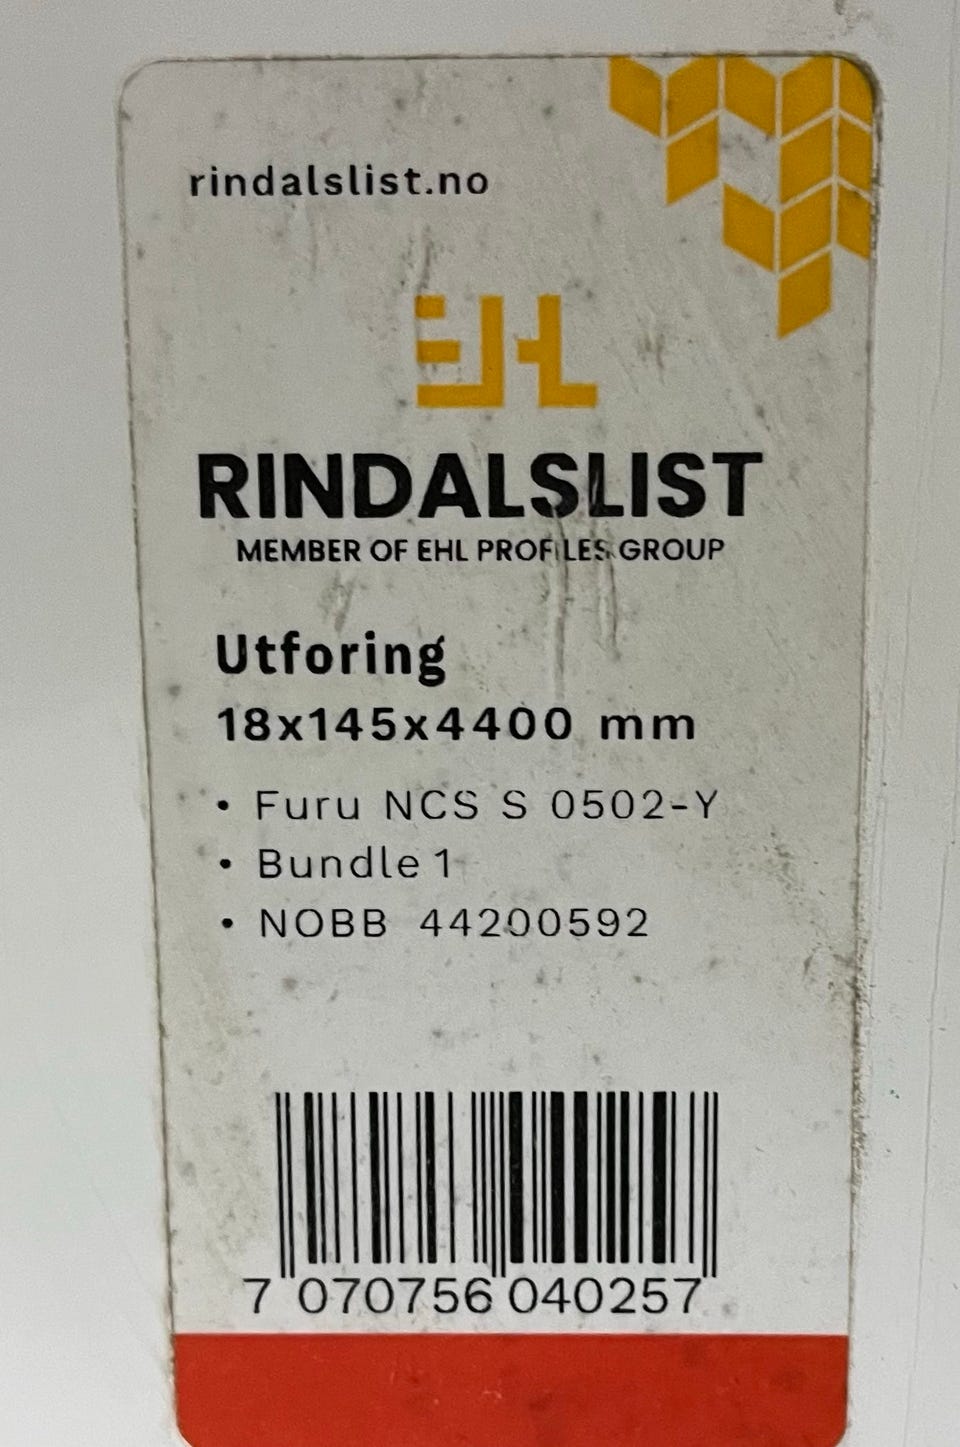 rindalslist.no
EHL
RINDALSLIST
MEMBER OF EHL PROFILES GROUP
Utforing
18x145x4400 mm
• Furu NCS S 0502-Y
• Bundle 1
• NOBB 44200592
7 070756 040257